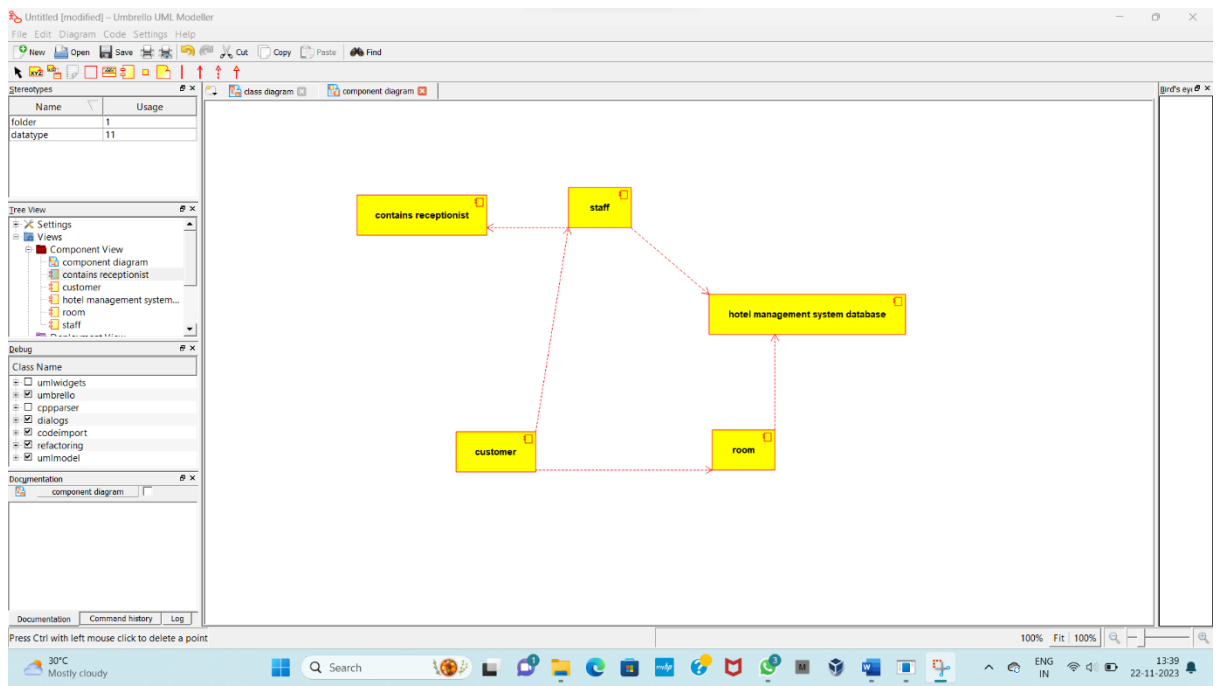 Untitled [modified] – Umbrello UML Modeller
File Edit Diagram Code Settings Help
New Open Save Cut Copy Paste Find
Stereotypes
Name Usage
folder 1
datatype 11
Tree View
Settings
Views
Component View
component diagram
contains receptionist
customer
hotel management system...
room
staff
Debug
Class Name
umlwidgets
umbrello
cppparser
dialogs
codeimport
refactoring
umlmodel
Documentation
component diagram
Documentation Command history Log
Press Ctrl with left mouse click to delete a point
class diagram component diagram
contains receptionist
staff
hotel management system database
customer
room
Bird's eye
100% Fit 100%
30°C
Mostly cloudy
Search
ENG
IN
13:39
22-11-2023